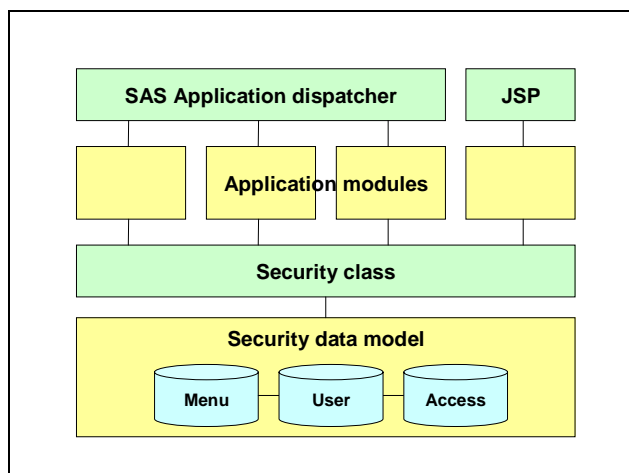 SAS Application dispatcher
JSP
Application modules
Security class
Security data model
Menu
User
Access